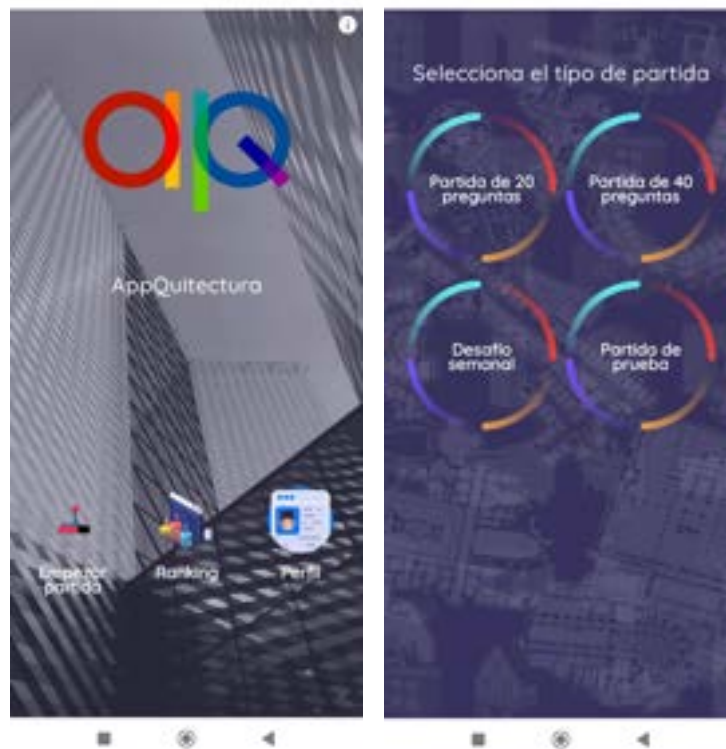 apQ
AppQuitectura
Empezar
partida
Ranking
Perfil
Selecciona el tipo de partida
Partida de 20
preguntas
Partida de 40
preguntas
Desafío
semanal
Partida de
prueba